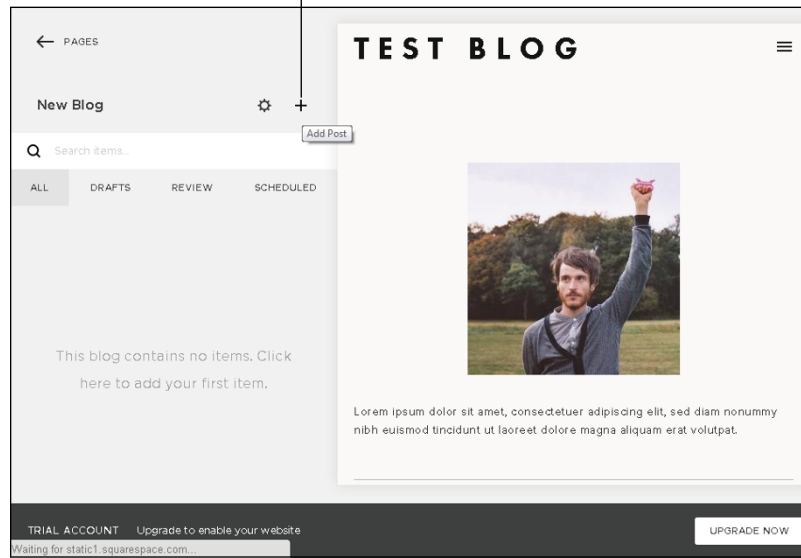 PAGES
New Blog
Add Post
Search items...
ALL DRAFTS REVIEW SCHEDULED
This blog contains no items. Click
here to add your first item.
TEST BLOG
Lorem ipsum dolor sit amet, consectetuer adipiscing elit, sed diam nonummy
nibh euismod tincidunt ut laoreet dolore magna aliquam erat volutpat.
TRIAL ACCOUNT Upgrade to enable your website
UPGRADE NOW
Waiting for static1.squarespace.com...